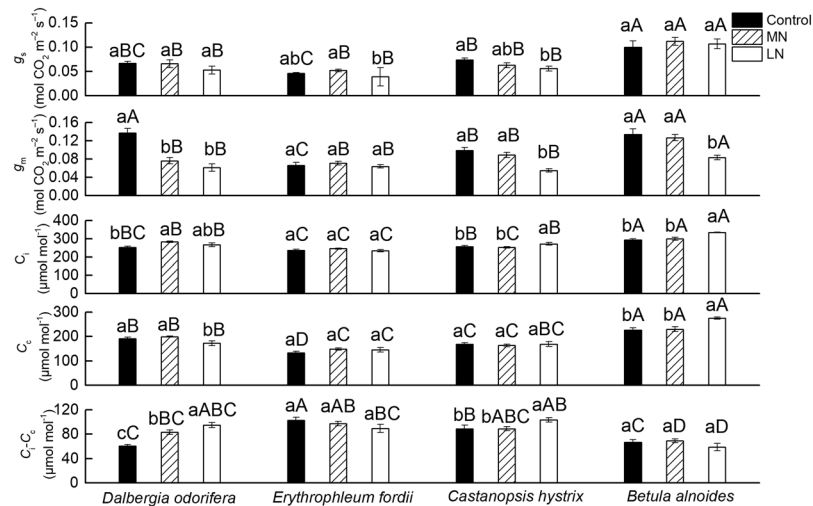 Control
MN
LN
gs
(mol CO2 m−2 s−1)
0.15
0.10
0.05
0.00
aBC aB aB abC aB bB aB abB bB aA aA aA
gm
(mol CO2 m−2 s−1)
0.16
0.12
0.08
0.04
0.00
aA bB bB aC aB aB aB aB bB aA aA bA
Ci
(μmol mol-1)
400
300
200
100
0
bBC aB abB aC aC aC bB bC aB bA bA aA
Cc
(μmol mol-1)
300
200
100
0
aB aB bB aD aC aC aC aC aBC bA bA aA
Ci-Cc
(μmol mol-1)
120
80
40
0
cC bBC aABC aA aAB aBC bB bABC aAB aC aD aD
Dalbergia odorifera Erythrophleum fordii Castanopsis hystrix Betula alnoides